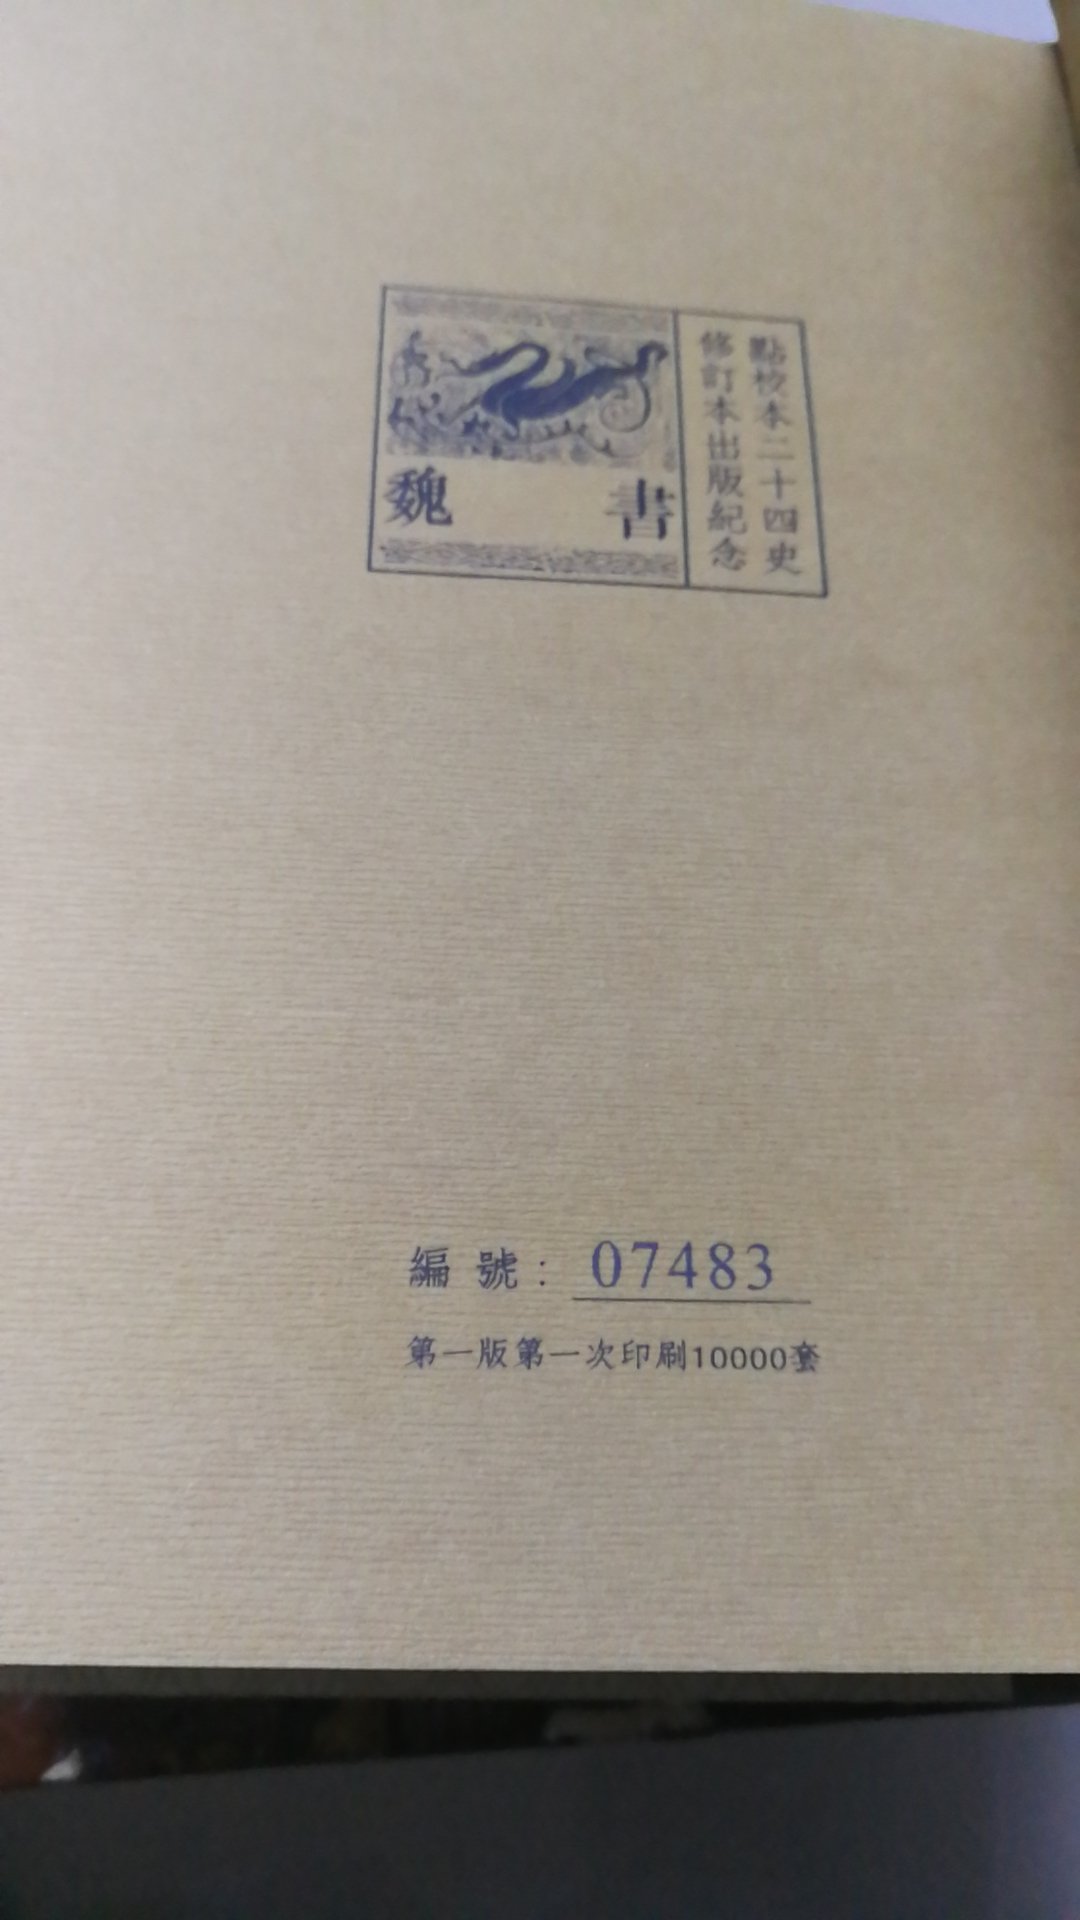 點校本二十四史
修訂本出版紀念
魏書
編號：07483
第一版第一次印刷10000套